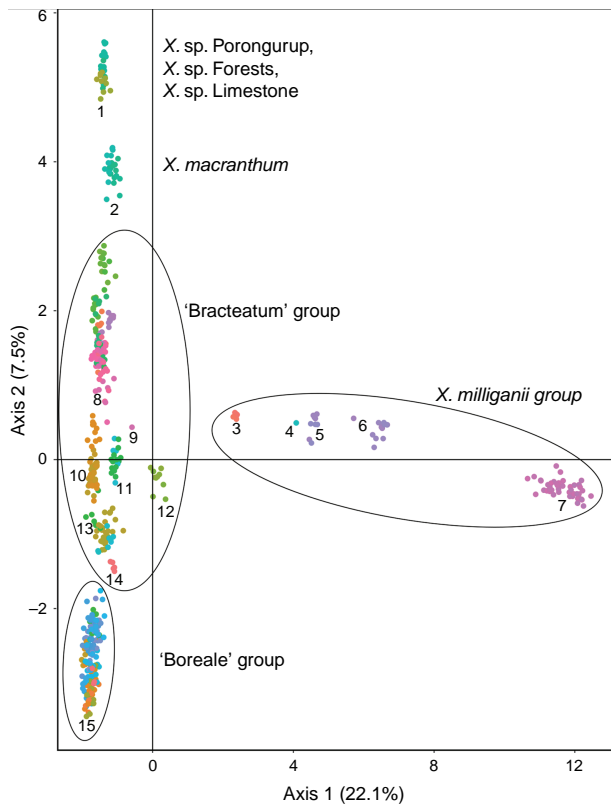 6
X. sp. Porongurup,
X. sp. Forests,
X. sp. Limestone
1
4
X. macranthum
2
2
'Bracteatum' group
X. milliganii group
8
9
3
4
5
6
0
10
11
12
7
13
14
–2
'Boreale' group
15
0
4
8
12
Axis 1 (22.1%)
Axis 2 (7.5%)